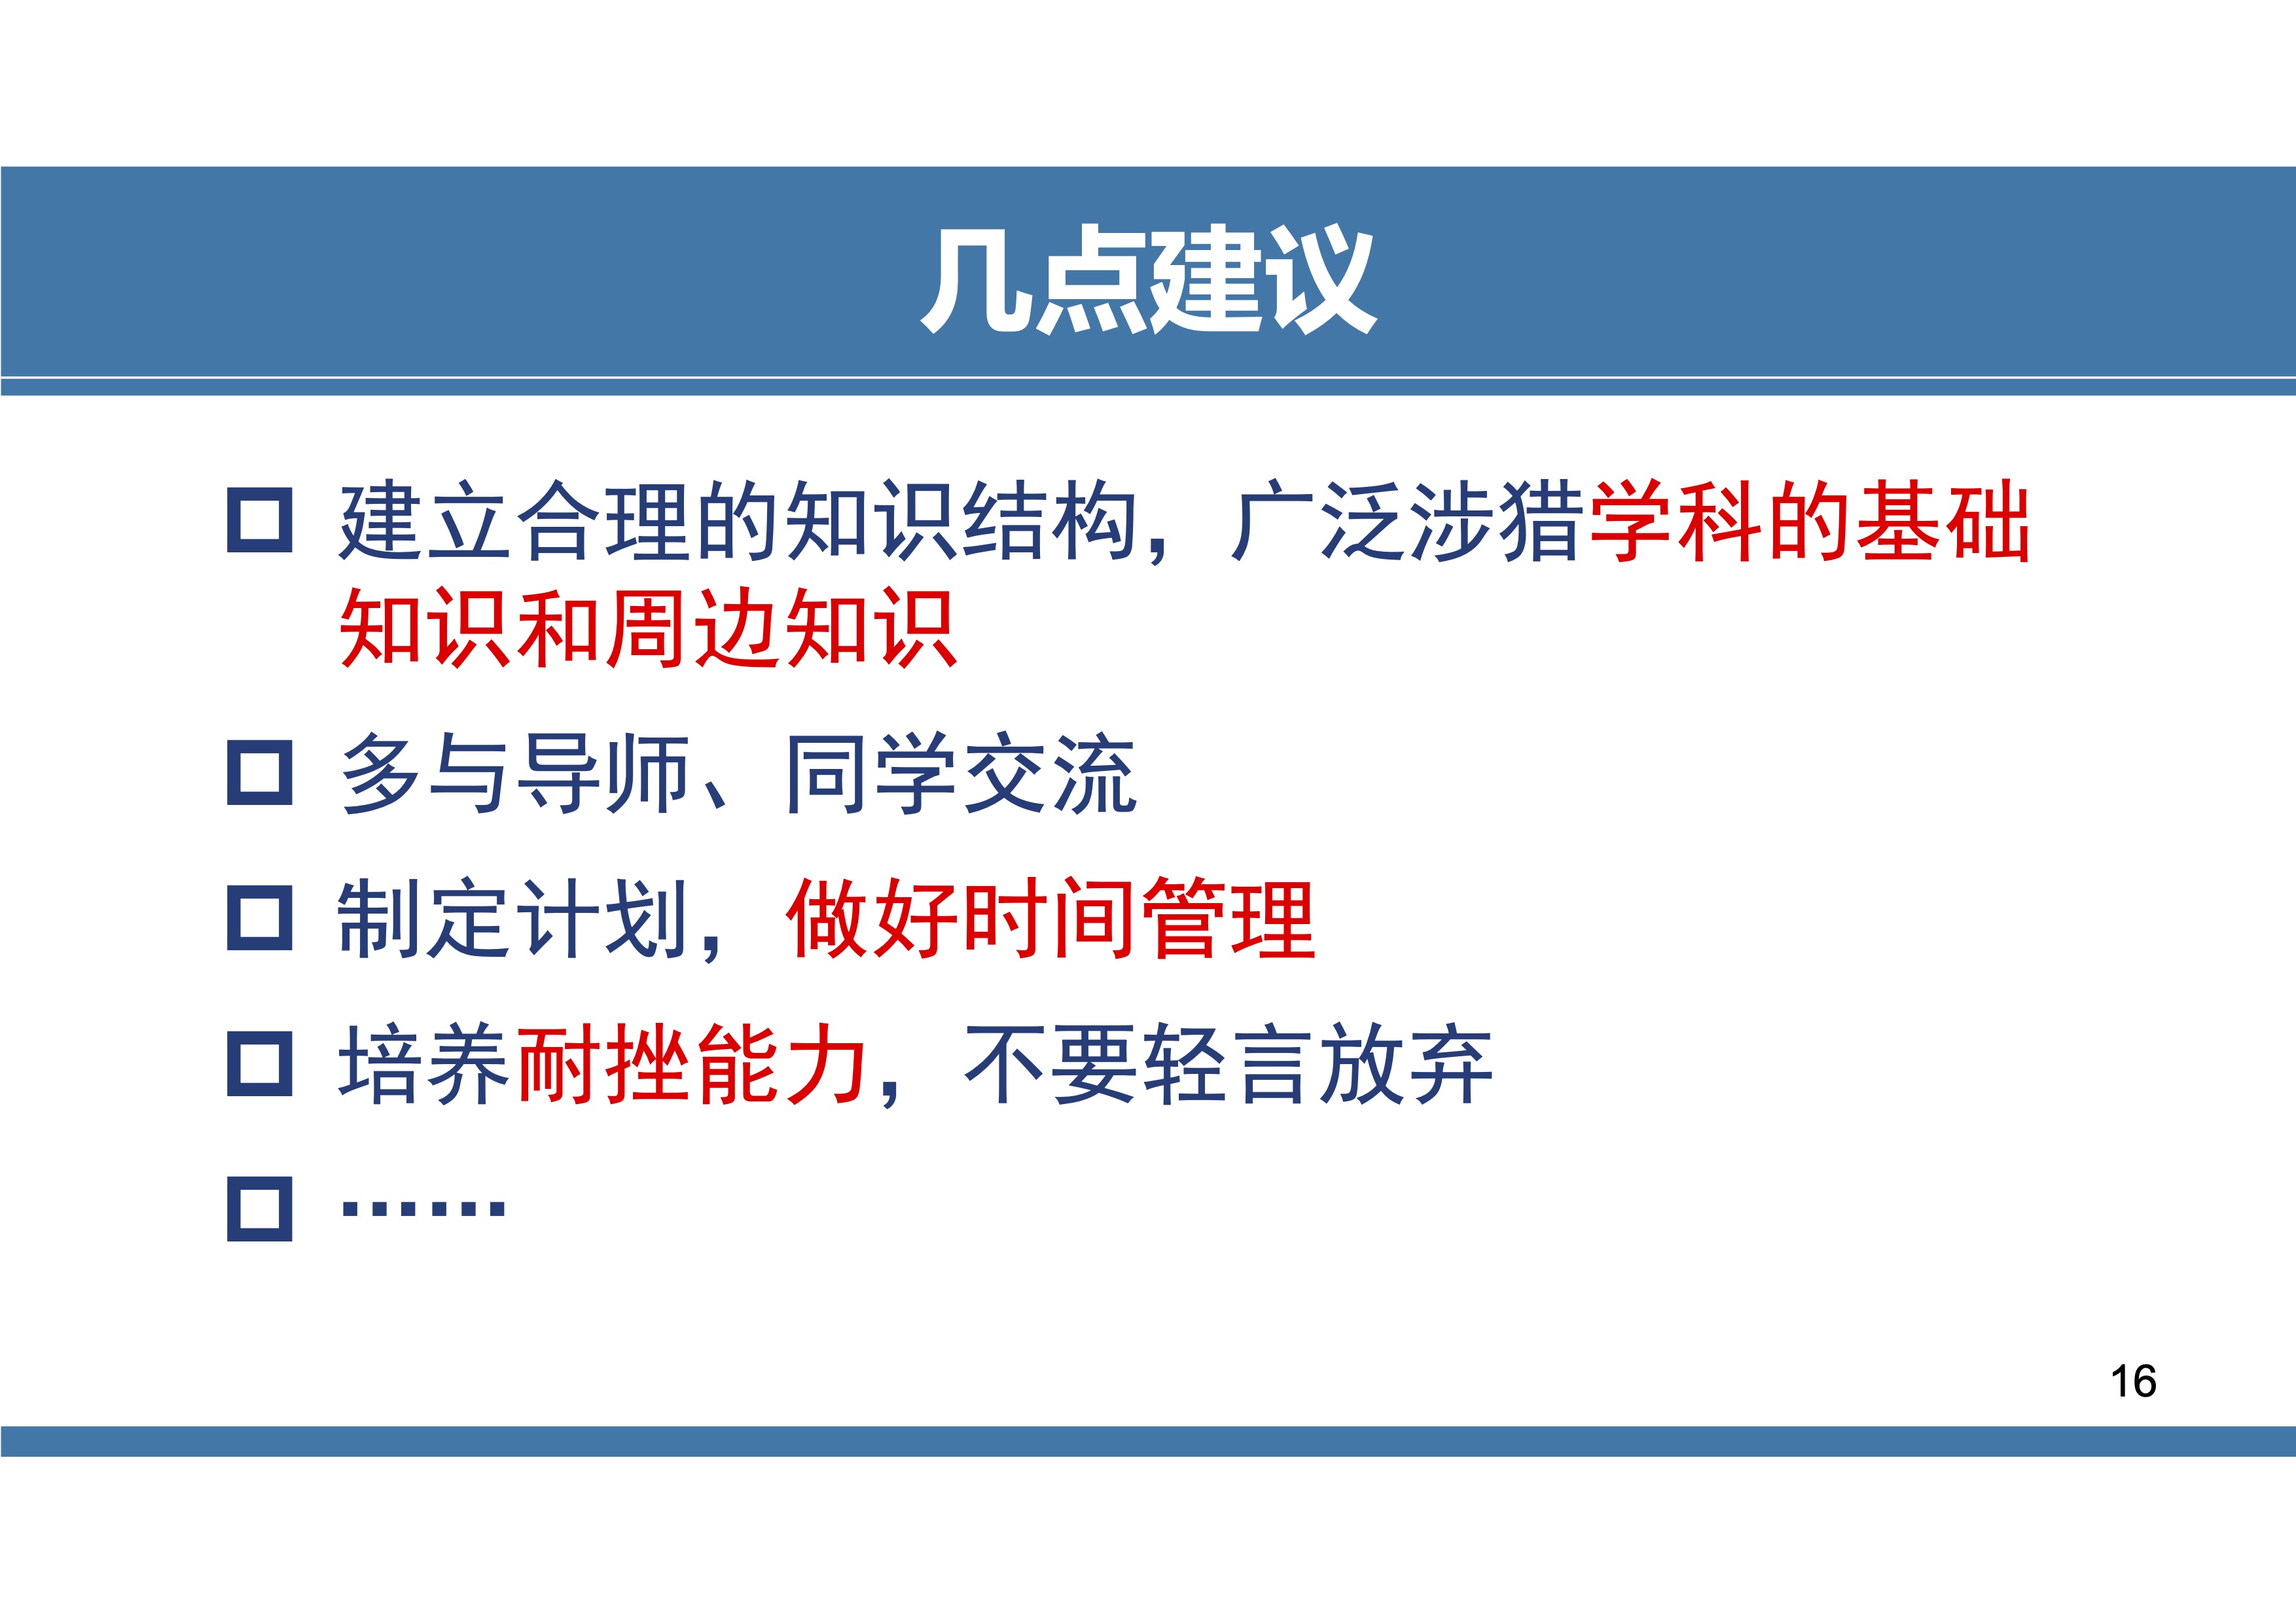 几点建议
建立合理的知识结构，广泛涉猎学科的基础
知识和周边知识
多与导师、同学交流
制定计划，做好时间管理
培养耐挫能力，不要轻言放弃
……
16